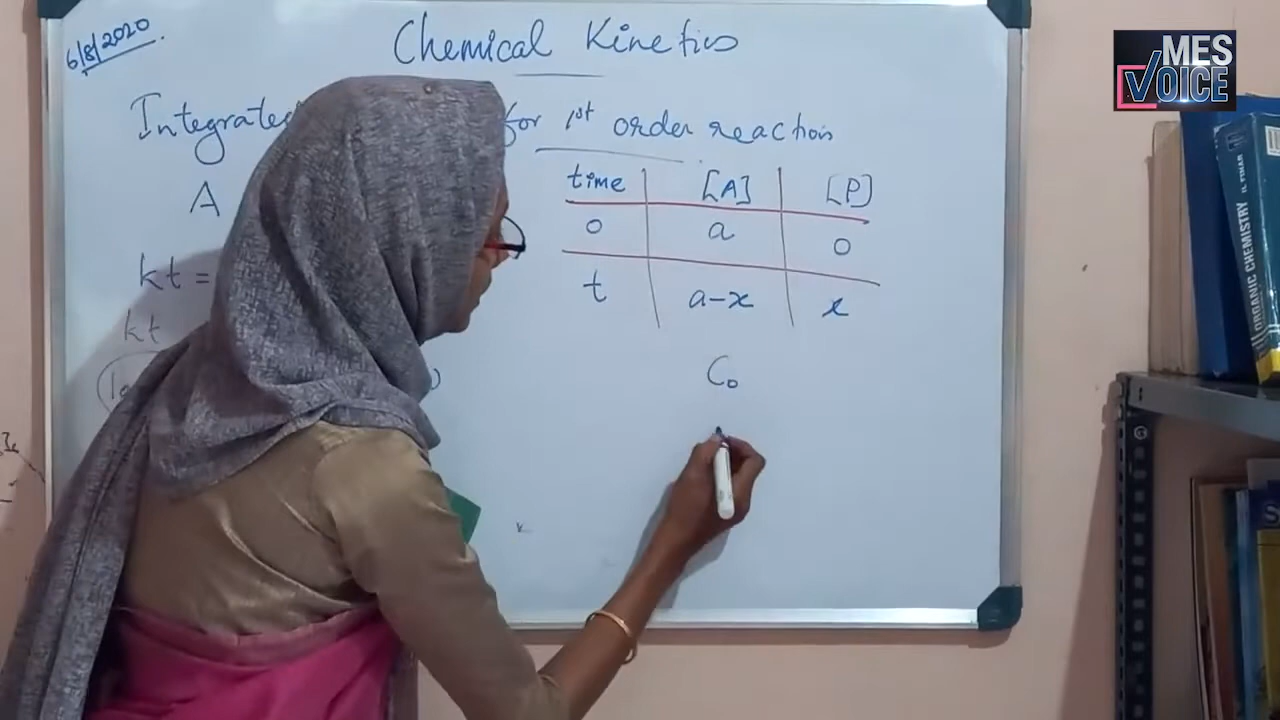 6/8/2020
Chemical Kinetics
Integrated for 1st order reaction
A
time [A] [P]
0 a 0
t a-x x
kt =
kt
C₀
MES
VOICE
ORGANIC CHEMISTRY